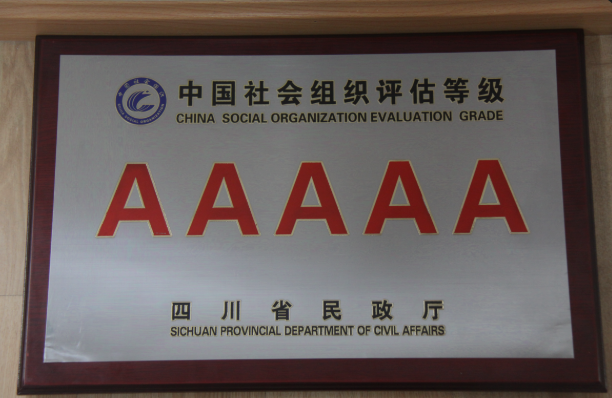 中国社会组织评估等级
CHINA SOCIAL ORGANIZATION EVALUATION GRADE
AAAAA
四川省民政厅
SICHUAN PROVINCIAL DEPARTMENT OF CIVIL AFFAIRS